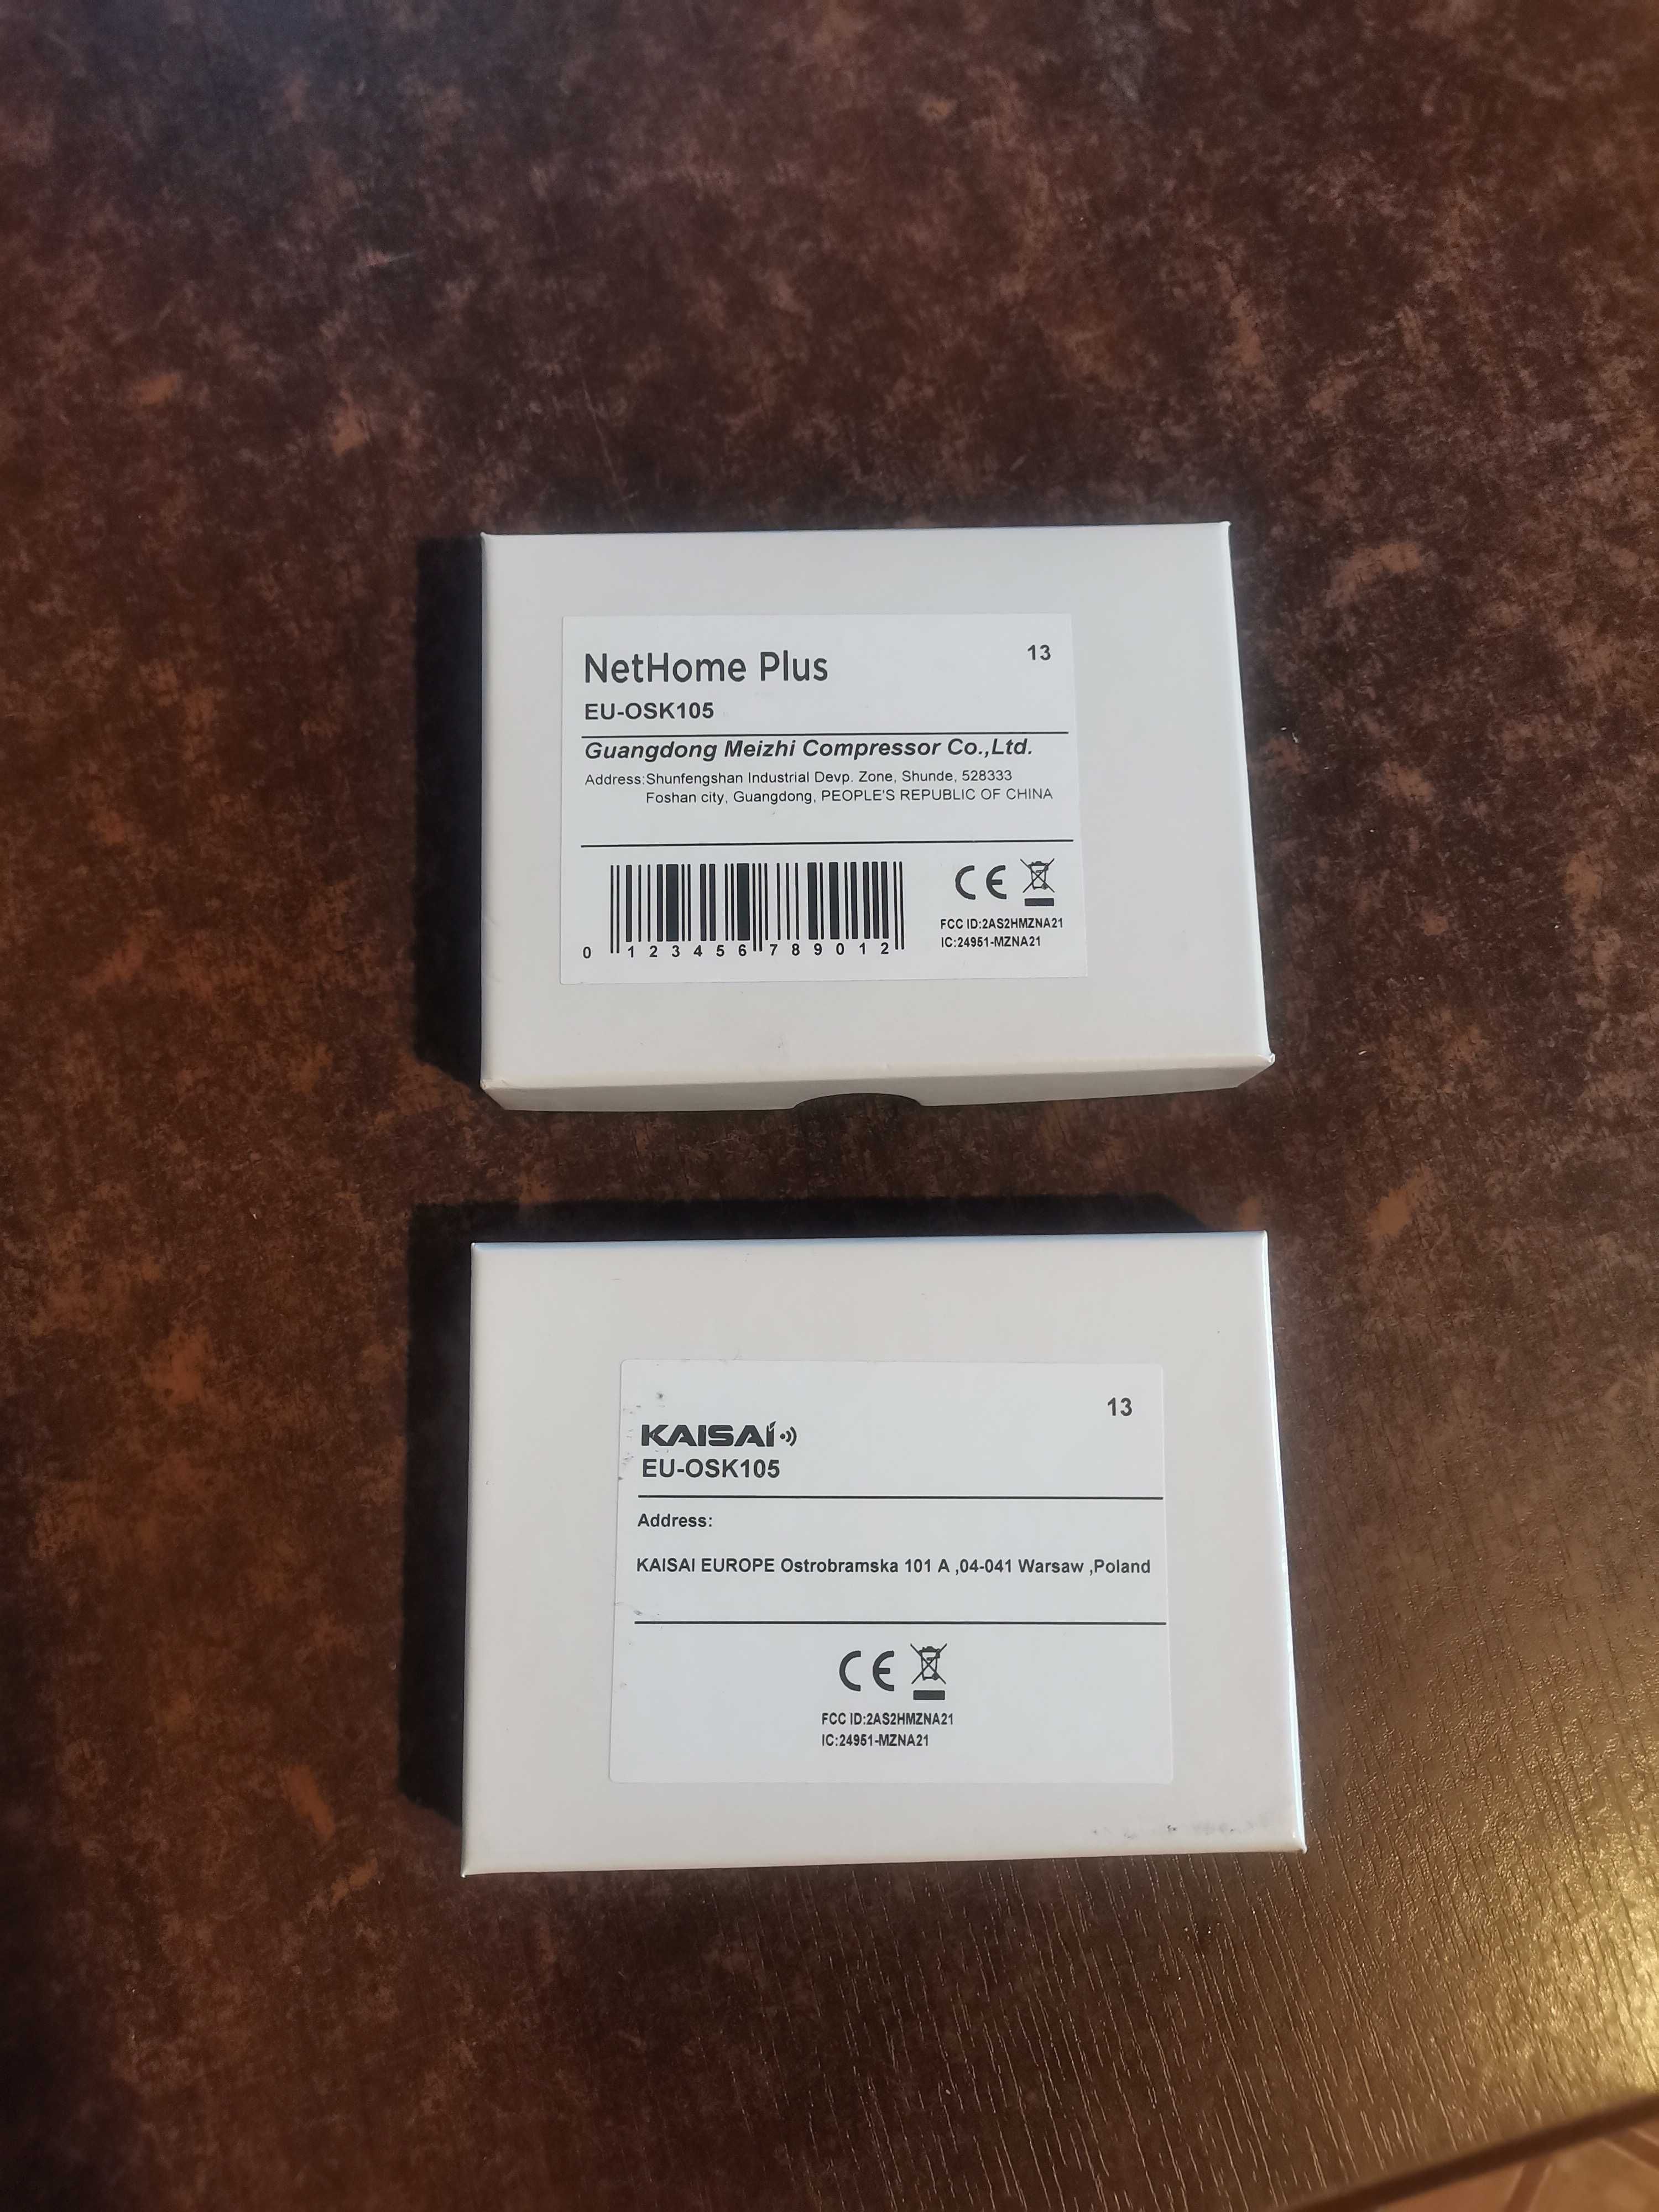 NetHome Plus
13
EU-OSK105
Guangdong Meizhi Compressor Co.,Ltd.
Address:Shunfengshan Industrial Devp. Zone, Shunde, 528333
Foshan city, Guangdong, PEOPLE'S REPUBLIC OF CHINA
CE
FCC ID:2AS2HMZNA21
IC:24951-MZNA21
0 123456 789012
13
KAISAI
EU-OSK105
Address:
KAISAI EUROPE Ostrobramska 101 A ,04-041 Warsaw ,Poland
CE
FCC ID:2AS2HMZNA21
IC:24951-MZNA21